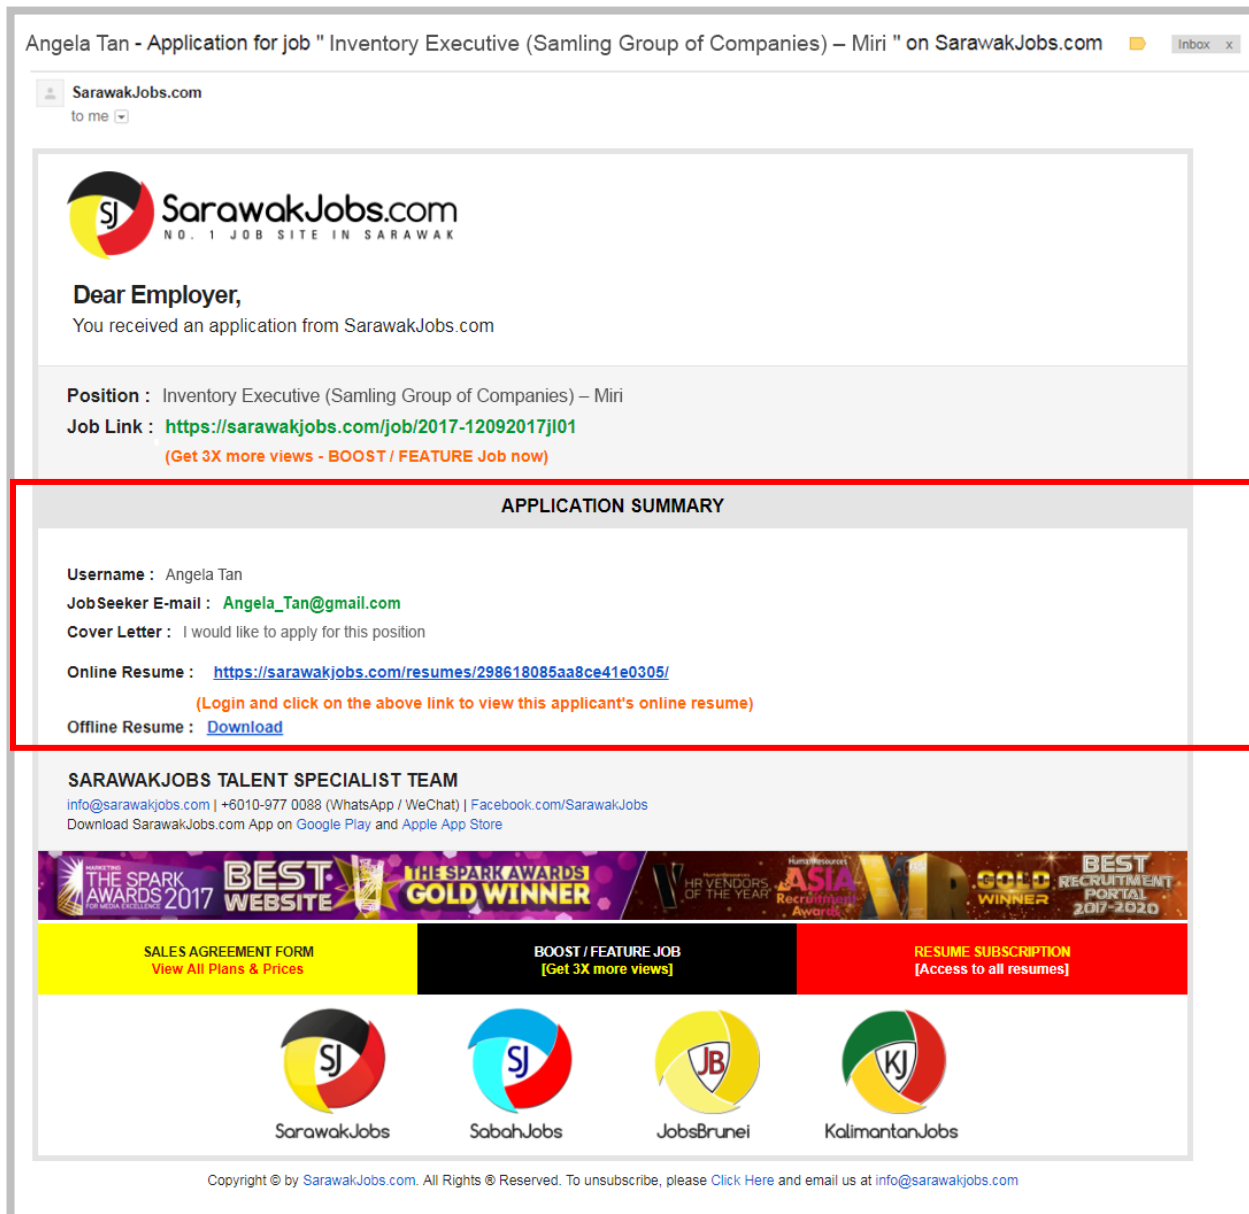 Angela Tan - Application for job " Inventory Executive (Samling Group of Companies) – Miri " on SarawakJobs.com Inbox x
SarawakJobs.com
to me
SJ SarawakJobs.com
NO. 1 JOB SITE IN SARAWAK
Dear Employer,
You received an application from SarawakJobs.com
Position : Inventory Executive (Samling Group of Companies) – Miri
Job Link : https://sarawakjobs.com/job/2017-12092017jl01
(Get 3X more views - BOOST / FEATURE Job now)
APPLICATION SUMMARY
Username : Angela Tan
JobSeeker E-mail : Angela_Tan@gmail.com
Cover Letter : I would like to apply for this position
Online Resume : https://sarawakjobs.com/resumes/298618085aa8ce41e0305/
(Login and click on the above link to view this applicant's online resume)
Offline Resume : Download
SARAWAKJOBS TALENT SPECIALIST TEAM
info@sarawakjobs.com | +6010-977 0088 (WhatsApp / WeChat) | Facebook.com/SarawakJobs
Download SarawakJobs.com App on Google Play and Apple App Store
MARKETING
THE SPARK
AWARDS 2017
FOR MEDIA EXCELLENCE
BEST
WEBSITE
THE SPARK AWARDS
GOLD WINNER
HumanResources
HR VENDORS
OF THE YEAR
HumanResources
ASIA
Recruitment
Awards
GOLD
WINNER
BEST
RECRUITMENT
PORTAL
2017-2020
SALES AGREEMENT FORM
View All Plans & Prices
BOOST / FEATURE JOB
[Get 3X more views]
RESUME SUBSCRIPTION
[Access to all resumes]
SJ
SarawakJobs
SJ
SabahJobs
JB
JobsBrunei
KJ
KalimantanJobs
Copyright © by SarawakJobs.com. All Rights ® Reserved. To unsubscribe, please Click Here and email us at info@sarawakjobs.com